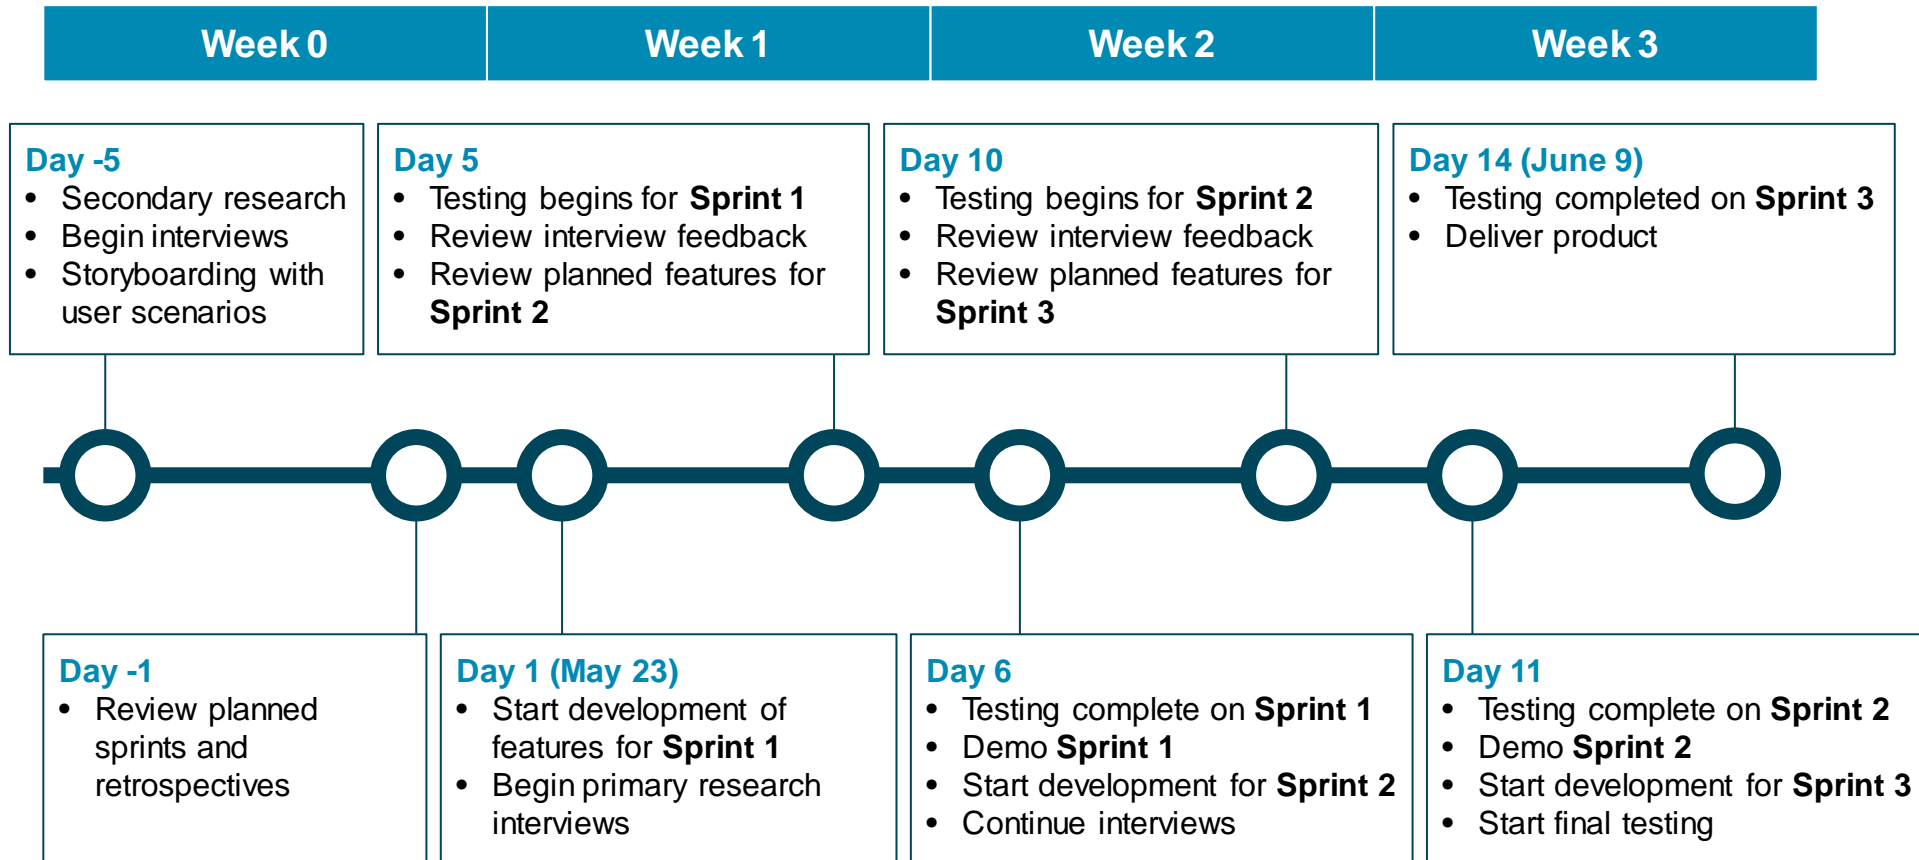 Week 0
Week 1
Week 2
Week 3
Day -5
• Secondary research
• Begin interviews
• Storyboarding with
user scenarios
Day 5
• Testing begins for Sprint 1
• Review interview feedback
• Review planned features for
Sprint 2
Day 10
• Testing begins for Sprint 2
• Review interview feedback
• Review planned features for
Sprint 3
Day 14 (June 9)
• Testing completed on Sprint 3
• Deliver product
Day -1
• Review planned
sprints and
retrospectives
Day 1 (May 23)
• Start development of
features for Sprint 1
• Begin primary research
interviews
Day 6
• Testing complete on Sprint 1
• Demo Sprint 1
• Start development for Sprint 2
• Continue interviews
Day 11
• Testing complete on Sprint 2
• Demo Sprint 2
• Start development for Sprint 3
• Start final testing